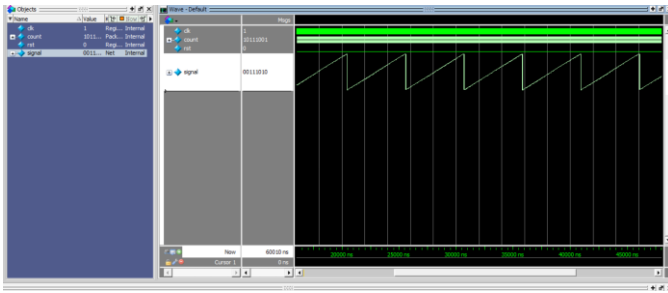 Objects
Name Value Kind Mode
clk 1 Regi... Internal
count 1011... Pack... Internal
rst 0 Regi... Internal
signal 0011... Net Internal
Wave - Default
Msgs
clk 1
count 10111001
rst 0
signal 00111010
Now 60010 ns
Cursor 1 0 ns
20000 ns 25000 ns 30000 ns 35000 ns 40000 ns 45000 ns